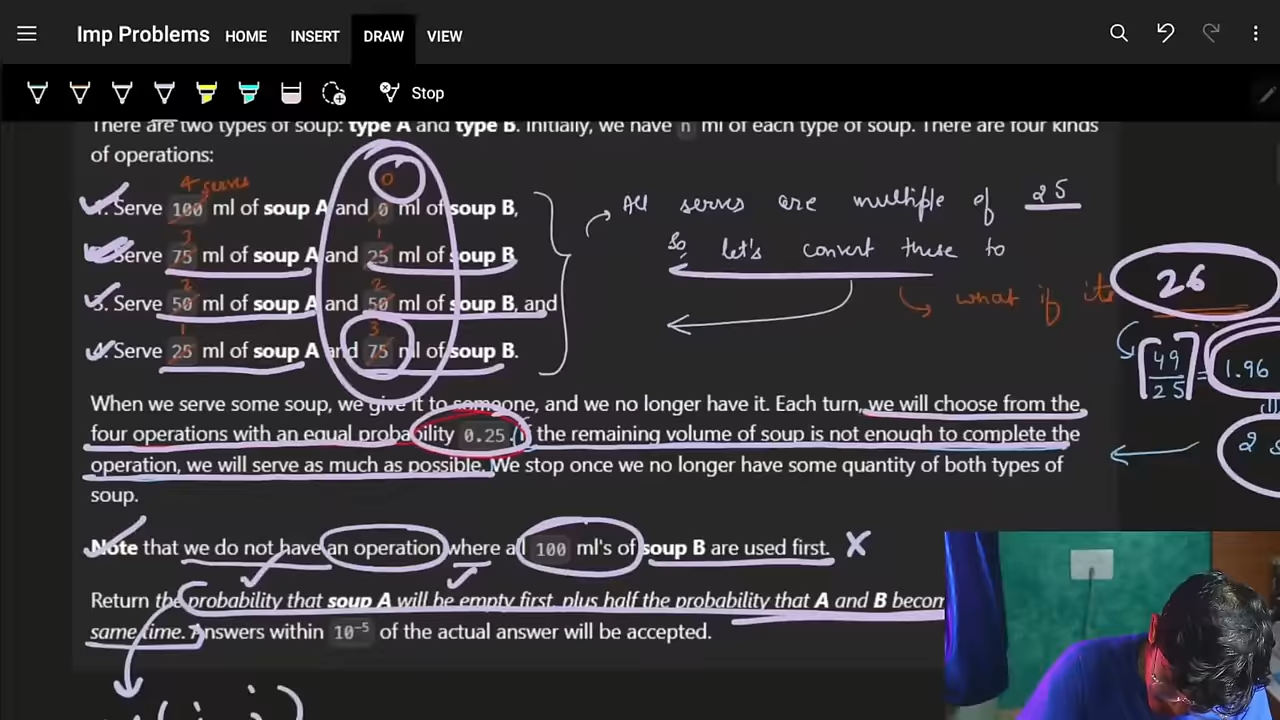 Imp Problems HOME INSERT DRAW VIEW
Stop
There are two types of soup: type A and type B. Initially, we have n ml of each type of soup. There are four kinds
of operations:
4 serves 0
1. Serve 100 ml of soup A and 0 ml of soup B,
3 1
Serve 75 ml of soup A and 25 ml of soup B,
2 2
3. Serve 50 ml of soup A and 50 ml of soup B, and
1 3
4. Serve 25 ml of soup A and 75 ml of soup B.
All serves are multiple of 25
So, let's convert these to
what if it
26
49
25
= 1.96
2 s
When we serve some soup, we give it to someone, and we no longer have it. Each turn, we will choose from the
four operations with an equal probability 0.25. If the remaining volume of soup is not enough to complete the
operation, we will serve as much as possible. We stop once we no longer have some quantity of both types of
soup.
Note that we do not have an operation where all 100 ml's of soup B are used first. X
Return the probability that soup A will be empty first, plus half the probability that A and B becom
same time. Answers within 10-5 of the actual answer will be accepted.
(i, j)